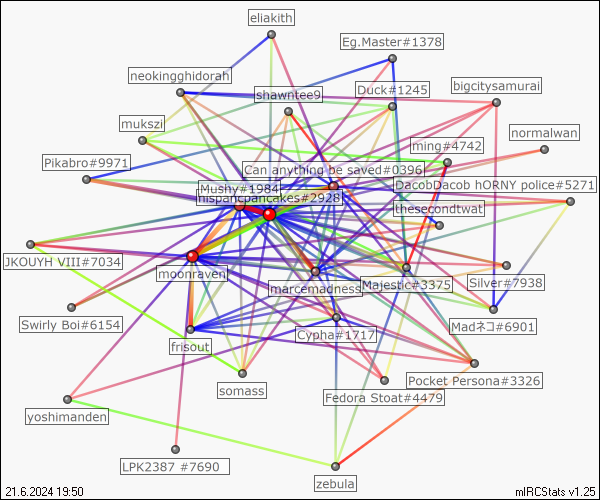 eliakith
Eg.Master#1378
neokingghidorah
shawntee9
Duck#1245
bigcitysamurai
mukszi
ming#4742
normalwan
Pikabro#9971
Can anything be saved#0396
Mushy#1984
DacobDacob hORNY police#5271
hispancpancakes#2928
thesecondtwat
JKOUYH VIII#7034
moonraven
marcemadness
Majestic#3375
Silver#7938
Swirly Boi#6154
frisout
Cypha#1717
Madネコ#6901
somass
Fedora Stoat#4479
Pocket Persona#3326
yoshimanden
LPK2387 #7690
zebula
21.6.2024 19:50
mIRCStats v1.25